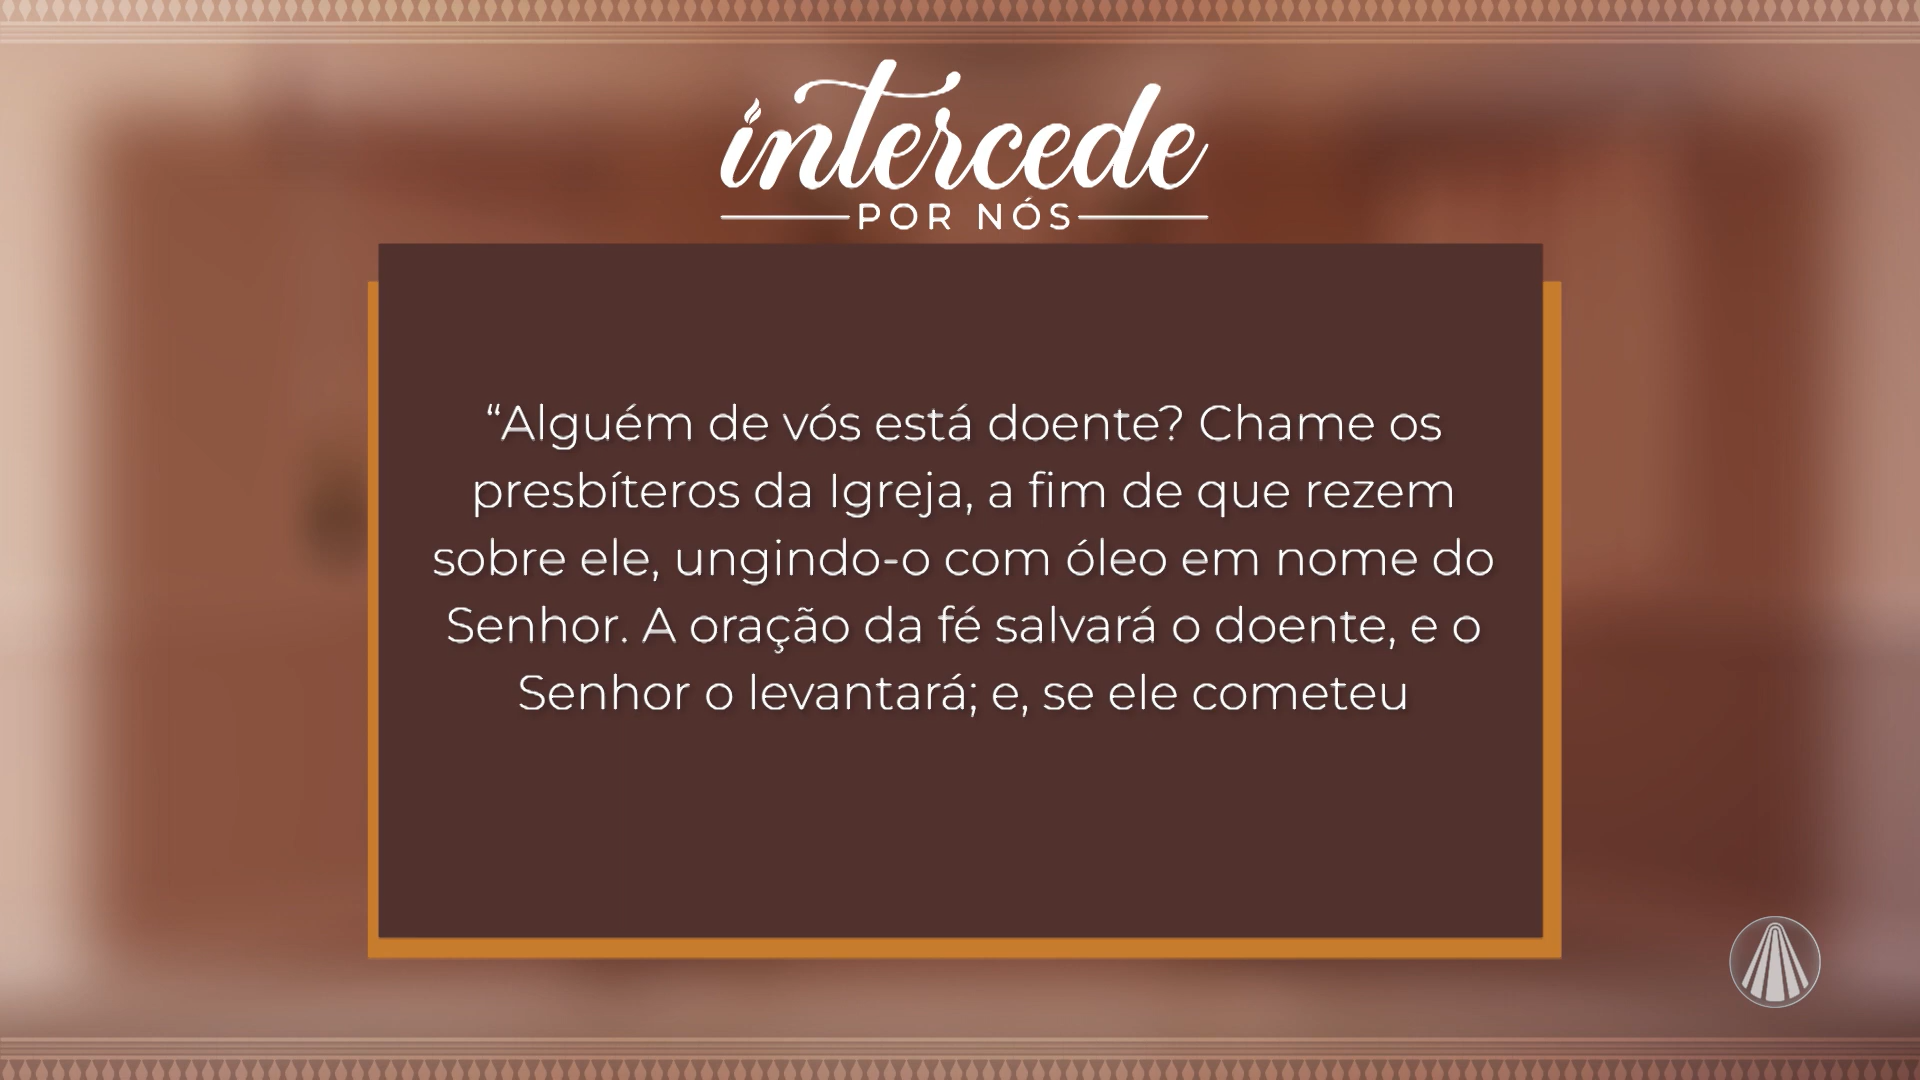 intercede
POR NÓS
“Alguém de vós está doente? Chame os
presbíteros da Igreja, a fim de que rezem
sobre ele, ungindo-o com óleo em nome do
Senhor. A oração da fé salvará o doente, e o
Senhor o levantará; e, se ele cometeu